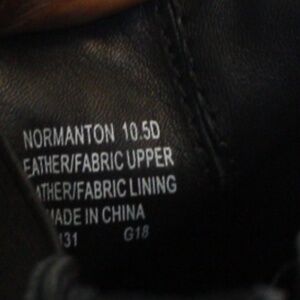 NORMANTON 10.5D
EATHER/FABRIC UPPER
ATHER/FABRIC LINING
MADE IN CHINA
131 G18